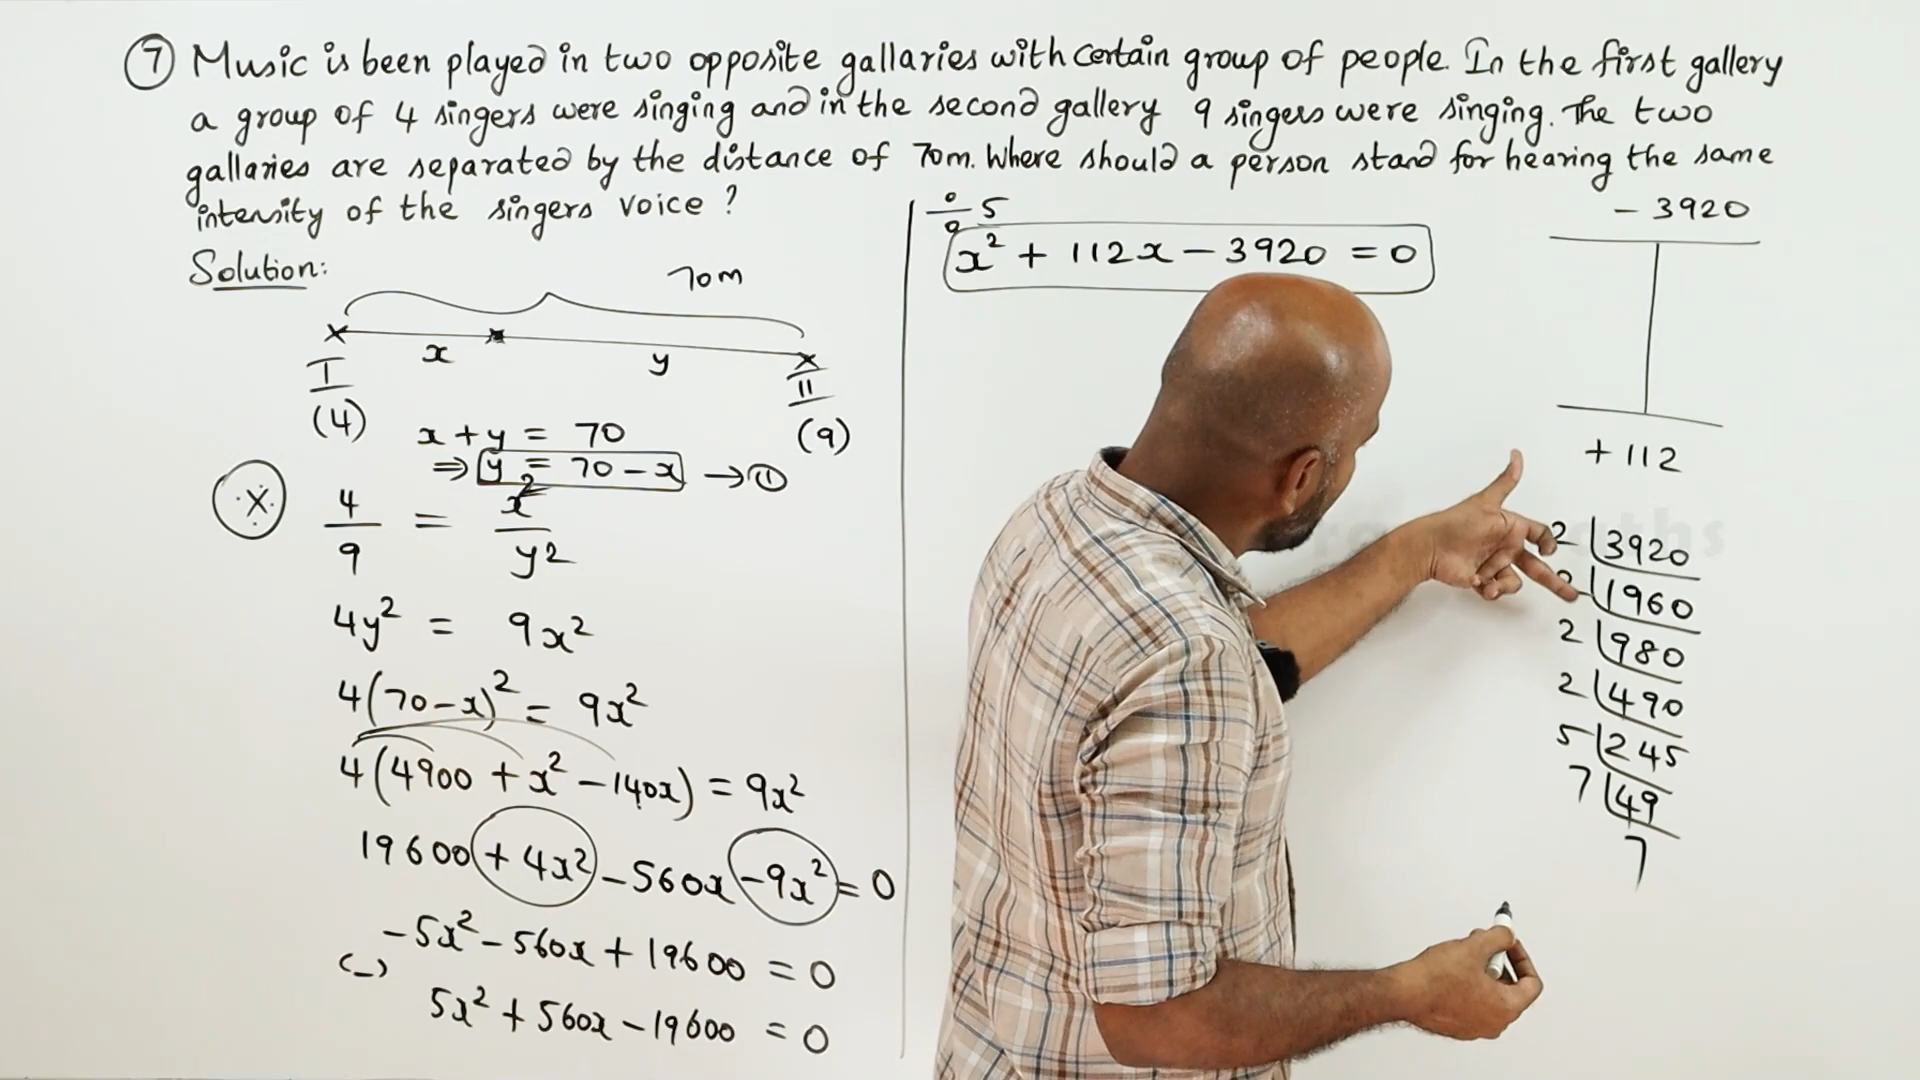 7 Music is been played in two opposite gallaries with certain group of people. In the first gallery
a group of 4 singers were singing and in the second gallery 9 singers were singing. The two
gallaries are separated by the distance of 70m. Where should a person stand for hearing the same
intensity of the singers voice ?
Solution:
70m
x y
I II
(4) (9)
x + y = 70
⇒ y = 70 - x → ①
4/9 = x²/y²
4y² = 9x²
4(70-x)² = 9x²
4(4900 + x² - 140x) = 9x²
19600 + 4x² - 560x - 9x² = 0
- 5x² - 560x + 19600 = 0
(-)
5x² + 560x - 19600 = 0
÷ 5
x² + 112x - 3920 = 0
- 3920
+ 112
2 3920
1960
2 980
2 490
5 245
7 49
7